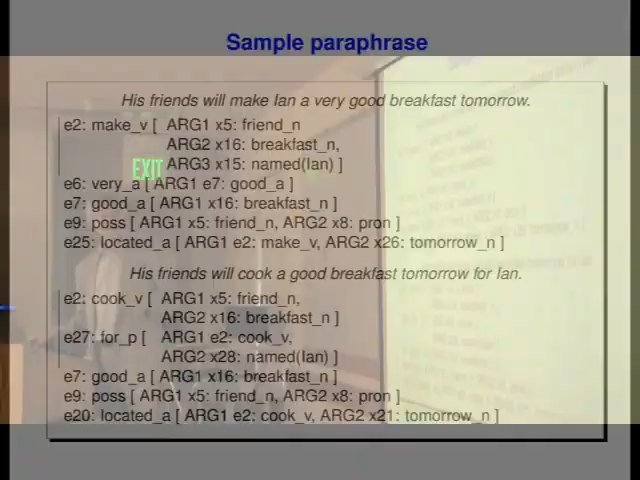 Sample paraphrase
His friends will make Ian a very good breakfast tomorrow.
e2: make_v [ ARG1 x5: friend_n
ARG2 x16: breakfast_n,
ARG3 x15: named(Ian) ]
EXIT
e6: very_a [ ARG1 e7: good_a ]
e7: good_a [ ARG1 x16: breakfast_n ]
e9: poss [ ARG1 x5: friend_n, ARG2 x8: pron ]
e25: located_a [ ARG1 e2: make_v, ARG2 x26: tomorrow_n ]
His friends will cook a good breakfast tomorrow for Ian.
e2: cook_v [ ARG1 x5: friend_n,
ARG2 x16: breakfast_n ]
e27: for_p [ ARG1 e2: cook_v,
ARG2 x28: named(Ian) ]
e7: good_a [ ARG1 x16: breakfast_n ]
e9: poss [ ARG1 x5: friend_n, ARG2 x8: pron ]
e20: located_a [ ARG1 e2: cook_v, ARG2 x21: tomorrow_n ]